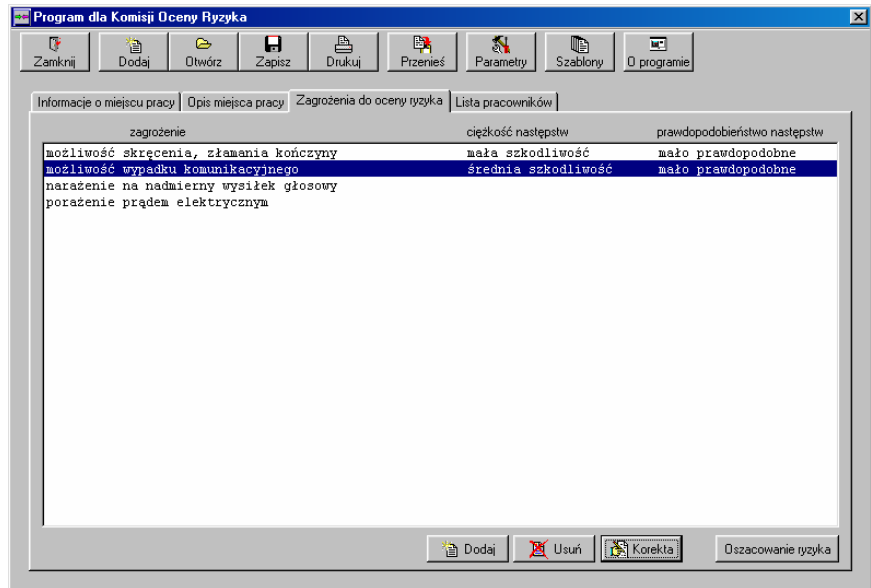 Program dla Komisji Oceny Ryzyka
Zamknij Dodaj Otwórz Zapisz Drukuj Przenieś Parametry Szablony O programie
Informacje o miejscu pracy Opis miejsca pracy Zagrożenia do oceny ryzyka Lista pracowników
zagrożenie ciężkość następstw prawdopodobieństwo następstw
możliwość skręcenia, złamania kończyny mała szkodliwość mało prawdopodobne
możliwość wypadku komunikacyjnego średnia szkodliwość mało prawdopodobne
narażenie na nadmierny wysiłek głosowy
porażenie prądem elektrycznym
Dodaj Usuń Korekta Oszacowanie ryzyka